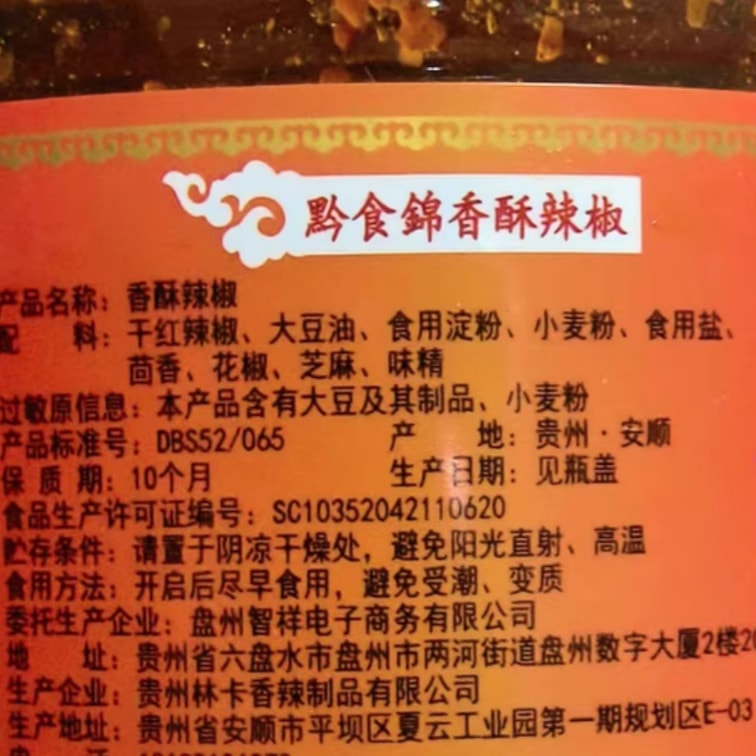 黔食錦香酥辣椒
产品名称：香酥辣椒
配 料：干红辣椒、大豆油、食用淀粉、小麦粉、食用盐、
茴香、花椒、芝麻、味精
过敏原信息：本产品含有大豆及其制品、小麦粉
产品标准号：DBS52/065 产 地：贵州·安顺
保 质 期：10个月 生产日期：见瓶盖
食品生产许可证编号：SC10352042110620
贮存条件：请置于阴凉干燥处，避免阳光直射、高温
食用方法：开启后尽早食用，避免受潮、变质
委托生产企业：盘州智祥电子商务有限公司
地 址：贵州省六盘水市盘州市两河街道盘州数字大厦2楼
生产企业：贵州林卡香辣制品有限公司
生产地址：贵州省安顺市平坝区夏云工业园第一期规划区E-03